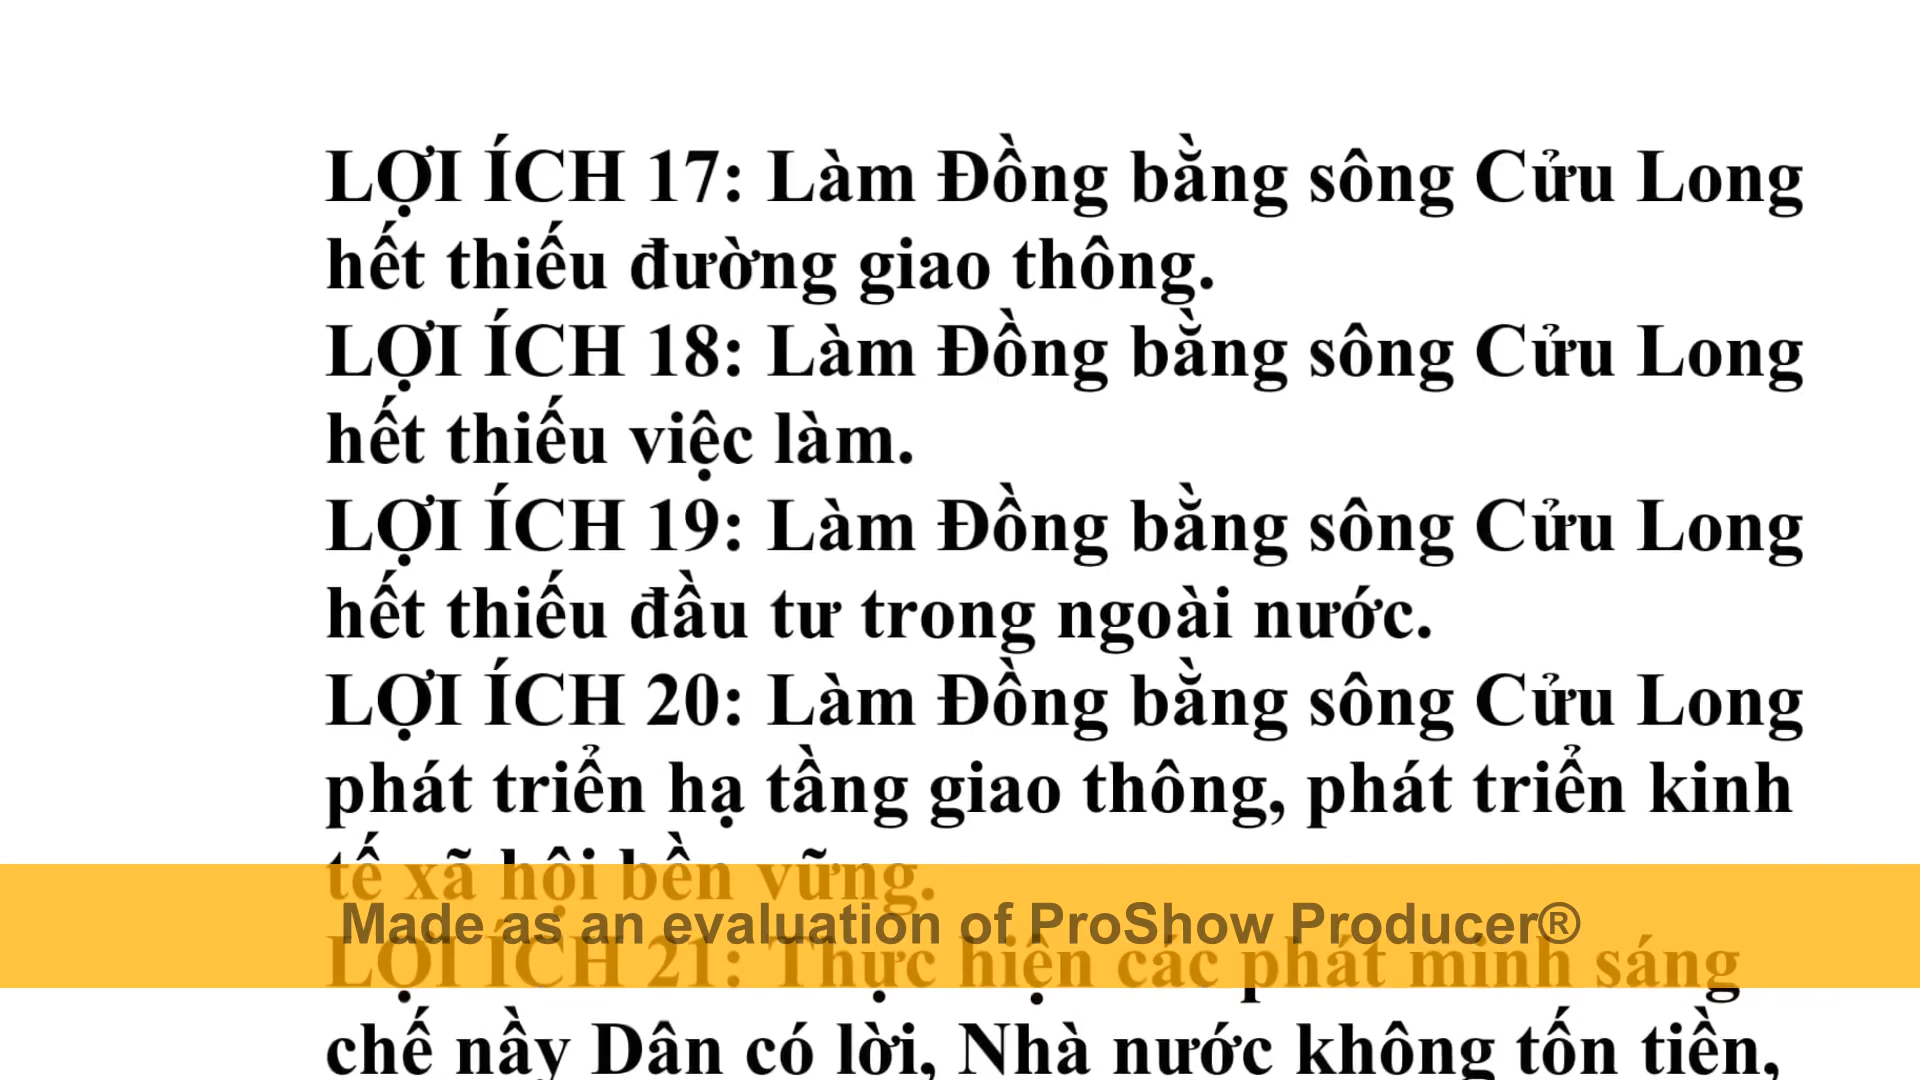 LỢI ÍCH 17: Làm Đồng bằng sông Cửu Long
hết thiếu đường giao thông.
LỢI ÍCH 18: Làm Đồng bằng sông Cửu Long
hết thiếu việc làm.
LỢI ÍCH 19: Làm Đồng bằng sông Cửu Long
hết thiếu đầu tư trong ngoài nước.
LỢI ÍCH 20: Làm Đồng bằng sông Cửu Long
phát triển hạ tầng giao thông, phát triển kinh
tế xã hội bền vững.
Made as an evaluation of ProShow Producer®
LỢI ÍCH 21: Thực hiện các phát minh sáng
chế nầy Dân có lời, Nhà nước không tốn tiền,